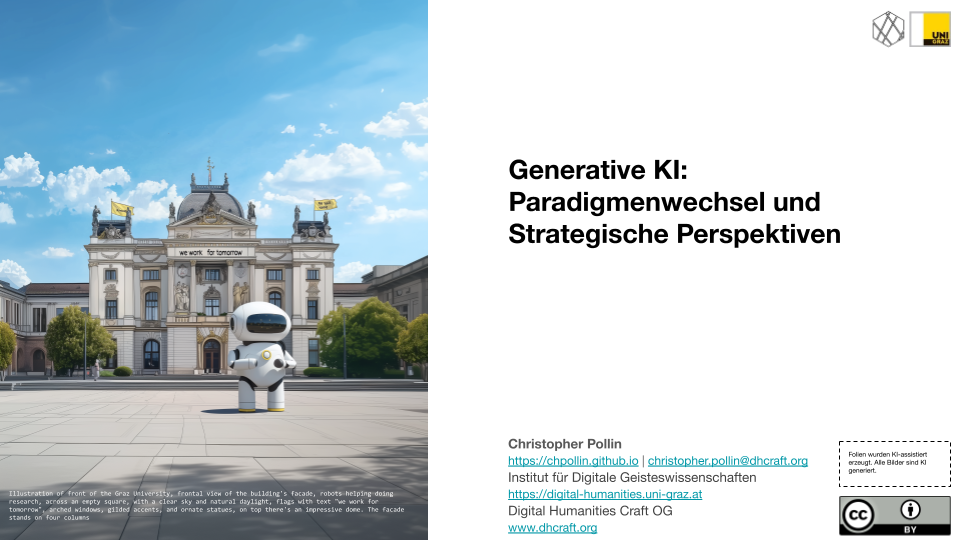 UNI
GRAZ
Generative KI:
Paradigmenwechsel und
Strategische Perspektiven
we work for tomorrow
Christopher Pollin
https://chpollin.github.io | christopher.pollin@dhcraft.org
Institut für Digitale Geisteswissenschaften
https://digital-humanities.uni-graz.at
Digital Humanities Craft OG
www.dhcraft.org
Folien wurden KI-assistiert
erzeugt. Alle Bilder sind KI
generiert.
cc
BY
Illustration of front of the Graz University, frontal view of the building's facade, robots helping doing
research, across an empty square, with a clear sky and natural daylight, flags with text "we work for
tomorrow", arched windows, gilded accents, and ornate statues, on top there's an impressive dome. The facade
stands on four columns